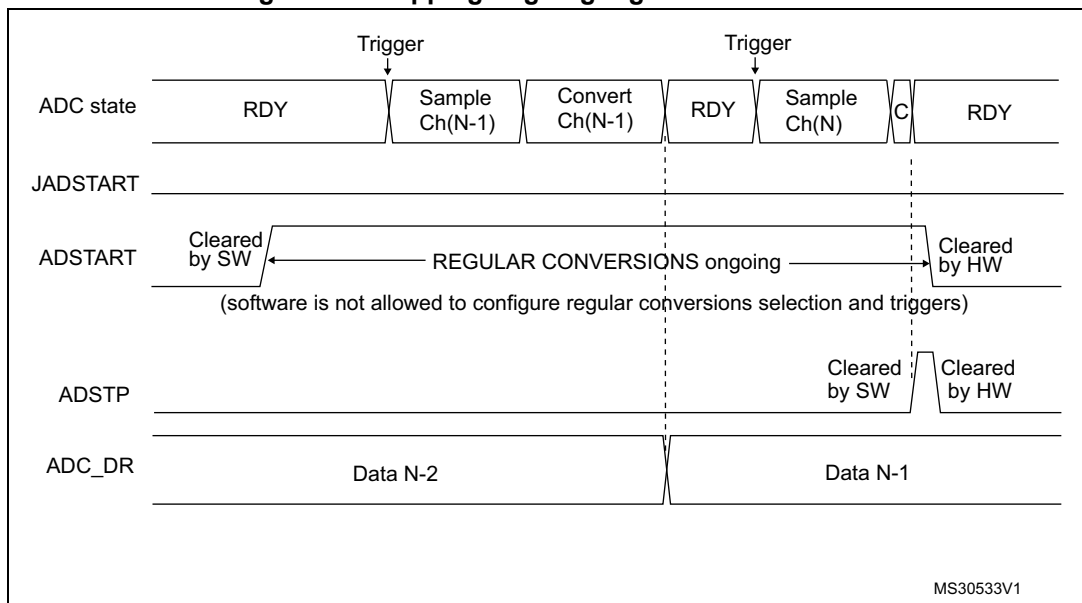 Trigger
Trigger
ADC state
RDY
Sample
Ch(N-1)
Convert
Ch(N-1)
RDY
Sample
Ch(N)
C
RDY
JADSTART
ADSTART
Cleared
by SW
REGULAR CONVERSIONS ongoing
Cleared
by HW
(software is not allowed to configure regular conversions selection and triggers)
ADSTP
Cleared
by SW
Cleared
by HW
ADC_DR
Data N-2
Data N-1
MS30533V1